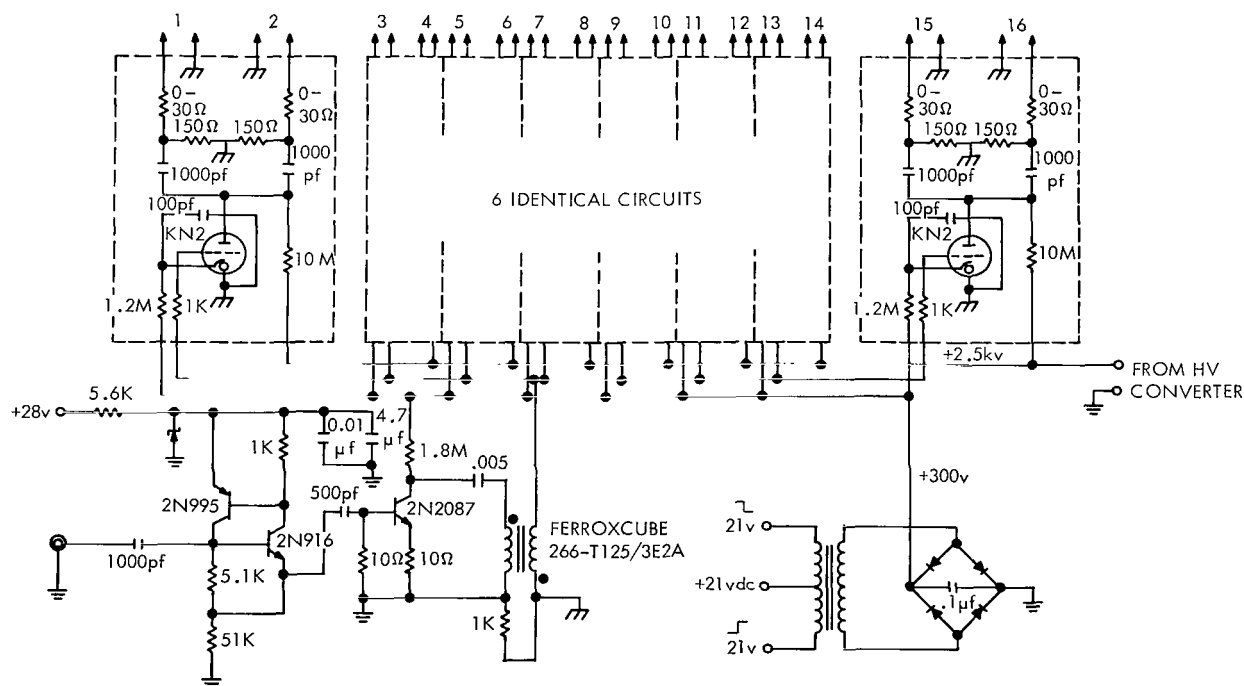 1 2 3 4 5 6 7 8 9 10 11 12 13 14 15 16
0–
30Ω
0–
30Ω
150Ω 150Ω
1000pf
1000
pf
100pf
KN2
10M
1.2M
1K
6 IDENTICAL CIRCUITS
0–
30Ω
0–
30Ω
150Ω 150Ω
1000pf
1000
pf
100pf
KN2
10M
1.2M
1K
+2.5kv
FROM HV
CONVERTER
5.6K
+28v
1K
0.01
μf
4.7
μf
1.8M
.005
2N995
500pf
2N2087
2N916
1000pf
5.1K
51K
10Ω
10Ω
1K
FERROXCUBE
266-T125/3E2A
+300v
21v
+21vdc
21v
.1μf